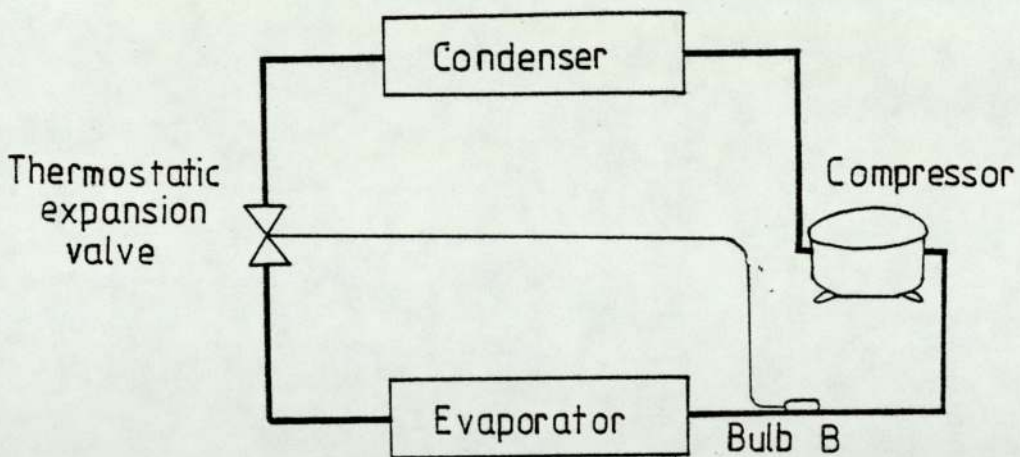 Condenser
Thermostatic
expansion
valve
Compressor
Evaporator
Bulb B